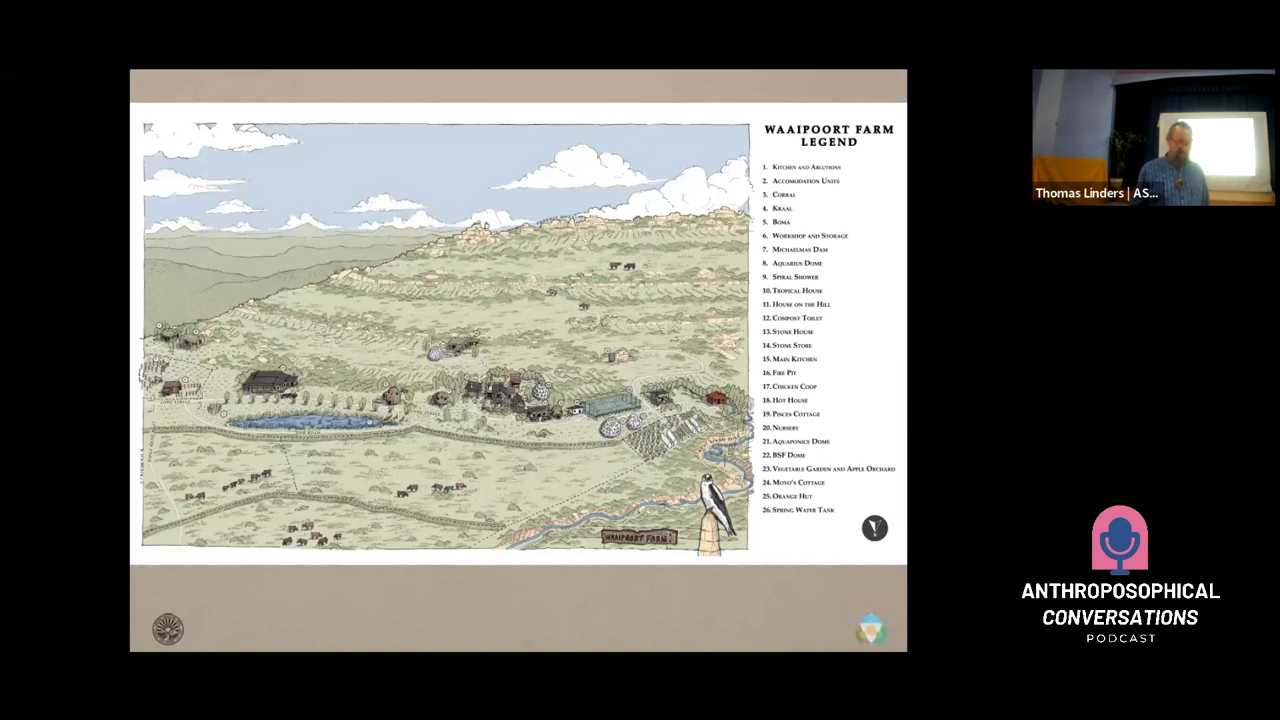 WAAIPOORT FARM
LEGEND
1. KITCHEN AND ABLUTIONS
2. ACCOMODATION UNITS
3. CORRAL
4. KRAAL
5. BOMA
6. WORKSHOP AND STORAGE
7. MICHAELMAS DAM
8. AQUARIUS DOME
9. SPIRAL SHOWER
10. TROPICAL HOUSE
11. HOUSE ON THE HILL
12. COMPOST TOILET
13. STONE HOUSE
14. STONE STORE
15. MAIN KITCHEN
16. FIRE PIT
17. CHICKEN COOP
18. HOT HOUSE
19. PISCES COTTAGE
20. NURSERY
21. AQUAPONICS DOME
22. BSF DOME
23. VEGETABLE GARDEN AND APPLE ORCHARD
24. MOYO'S COTTAGE
25. ORANGE HUT
26. SPRING WATER TANK
WAAIPOORT FARM
Thomas Linders | AS...
ANTHROPOSOPHICAL
CONVERSATIONS
PODCAST